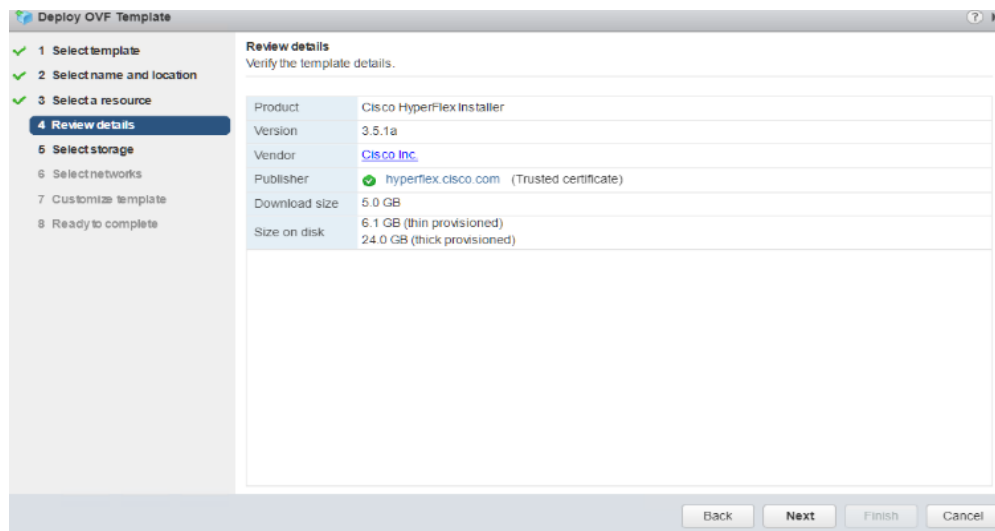 Deploy OVF Template
?
1 Select template
2 Select name and location
3 Select a resource
4 Review details
5 Select storage
6 Select networks
7 Customize template
8 Ready to complete
Review details
Verify the template details.
Product Cisco HyperFlex Installer
Version 3.5.1a
Vendor Cisco Inc.
Publisher hyperflex.cisco.com (Trusted certificate)
Download size 5.0 GB
Size on disk 6.1 GB (thin provisioned)
24.0 GB (thick provisioned)
Back Next Finish Cancel